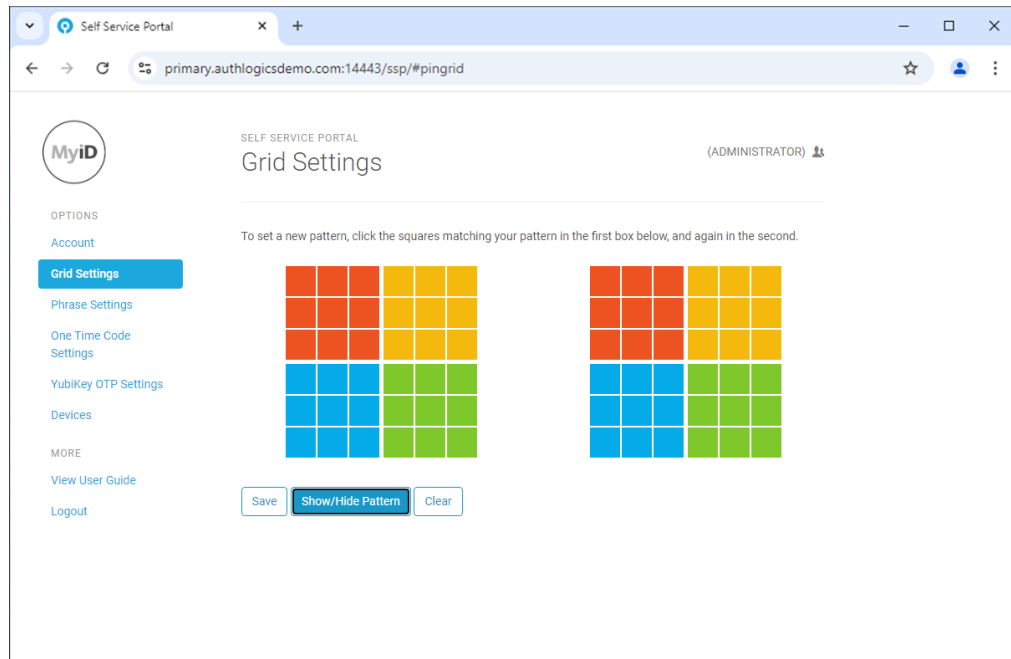 Self Service Portal
primary.authlogicsdemo.com:14443/ssp/#pingrid
MyiD
SELF SERVICE PORTAL
Grid Settings
(ADMINISTRATOR)
OPTIONS
Account
Grid Settings
Phrase Settings
One Time Code
Settings
YubiKey OTP Settings
Devices
MORE
View User Guide
Logout
To set a new pattern, click the squares matching your pattern in the first box below, and again in the second.
Save
Show/Hide Pattern
Clear